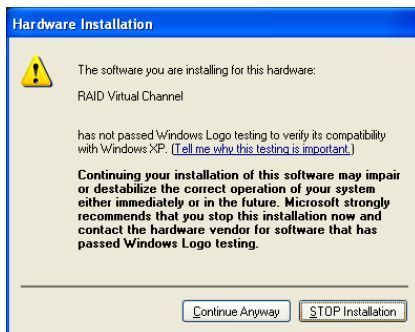 Hardware Installation
The software you are installing for this hardware:
RAID Virtual Channel
has not passed Windows Logo testing to verify its compatibility
with Windows XP. (Tell me why this testing is important.)
Continuing your installation of this software may impair
or destabilize the correct operation of your system
either immediately or in the future. Microsoft strongly
recommends that you stop this installation now and
contact the hardware vendor for software that has
passed Windows Logo testing.
Continue Anyway
STOP Installation